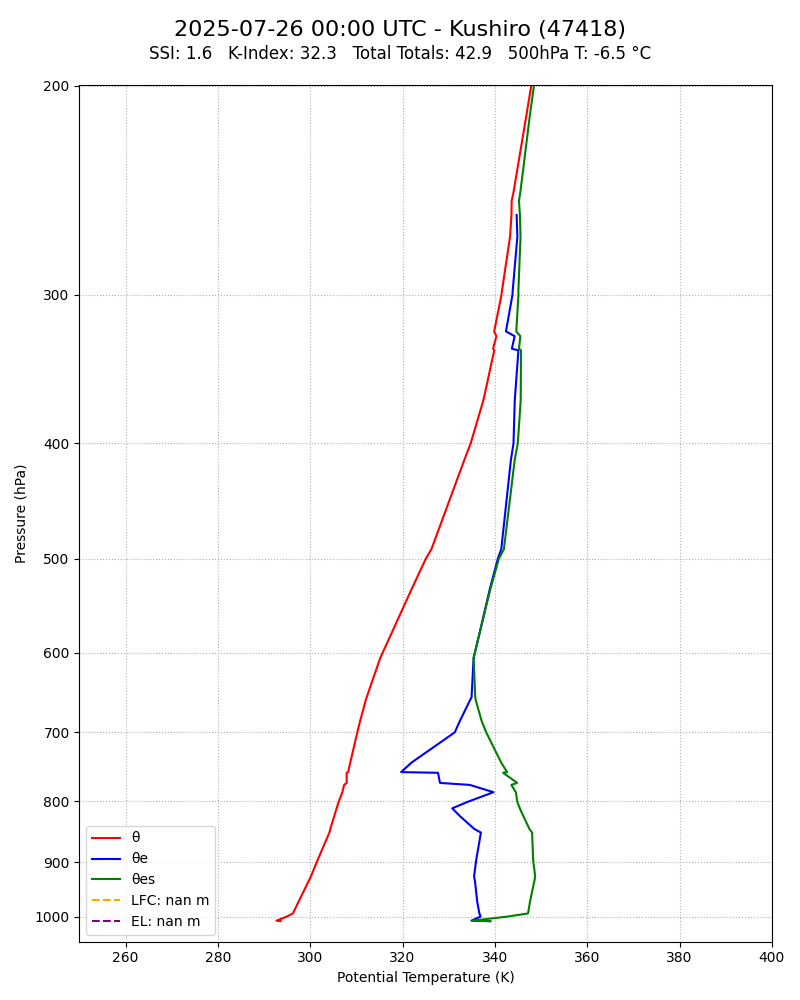 2025-07-26 00:00 UTC - Kushiro (47418)
SSI: 1.6 K-Index: 32.3 Total Totals: 42.9 500hPa T: -6.5 °C
200
300
400
500
600
700
800
900
1000
Pressure (hPa)
θ
θe
θes
LFC: nan m
EL: nan m
260 280 300 320 340 360 380 400
Potential Temperature (K)